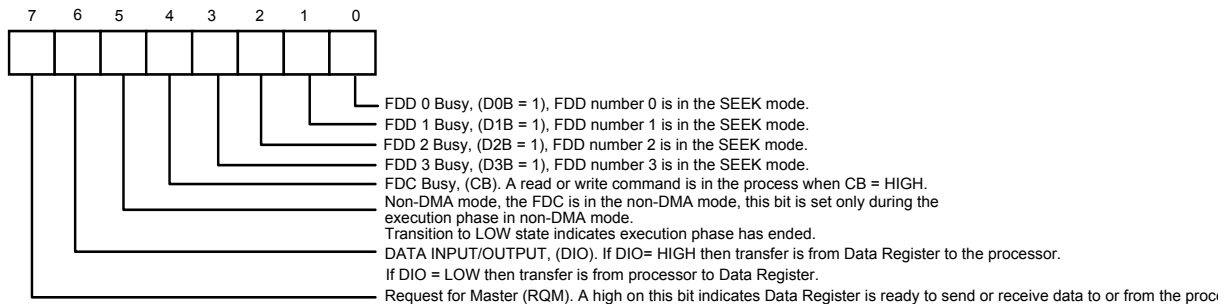 7 6 5 4 3 2 1 0
FDD 0 Busy, (D0B = 1), FDD number 0 is in the SEEK mode.
FDD 1 Busy, (D1B = 1), FDD number 1 is in the SEEK mode.
FDD 2 Busy, (D2B = 1), FDD number 2 is in the SEEK mode.
FDD 3 Busy, (D3B = 1), FDD number 3 is in the SEEK mode.
FDC Busy, (CB). A read or write command is in the process when CB = HIGH.
Non-DMA mode, the FDC is in the non-DMA mode, this bit is set only during the
execution phase in non-DMA mode.
Transition to LOW state indicates execution phase has ended.
DATA INPUT/OUTPUT, (DIO). If DIO= HIGH then transfer is from Data Register to the processor.
If DIO = LOW then transfer is from processor to Data Register.
Request for Master (RQM). A high on this bit indicates Data Register is ready to send or receive data to or from the